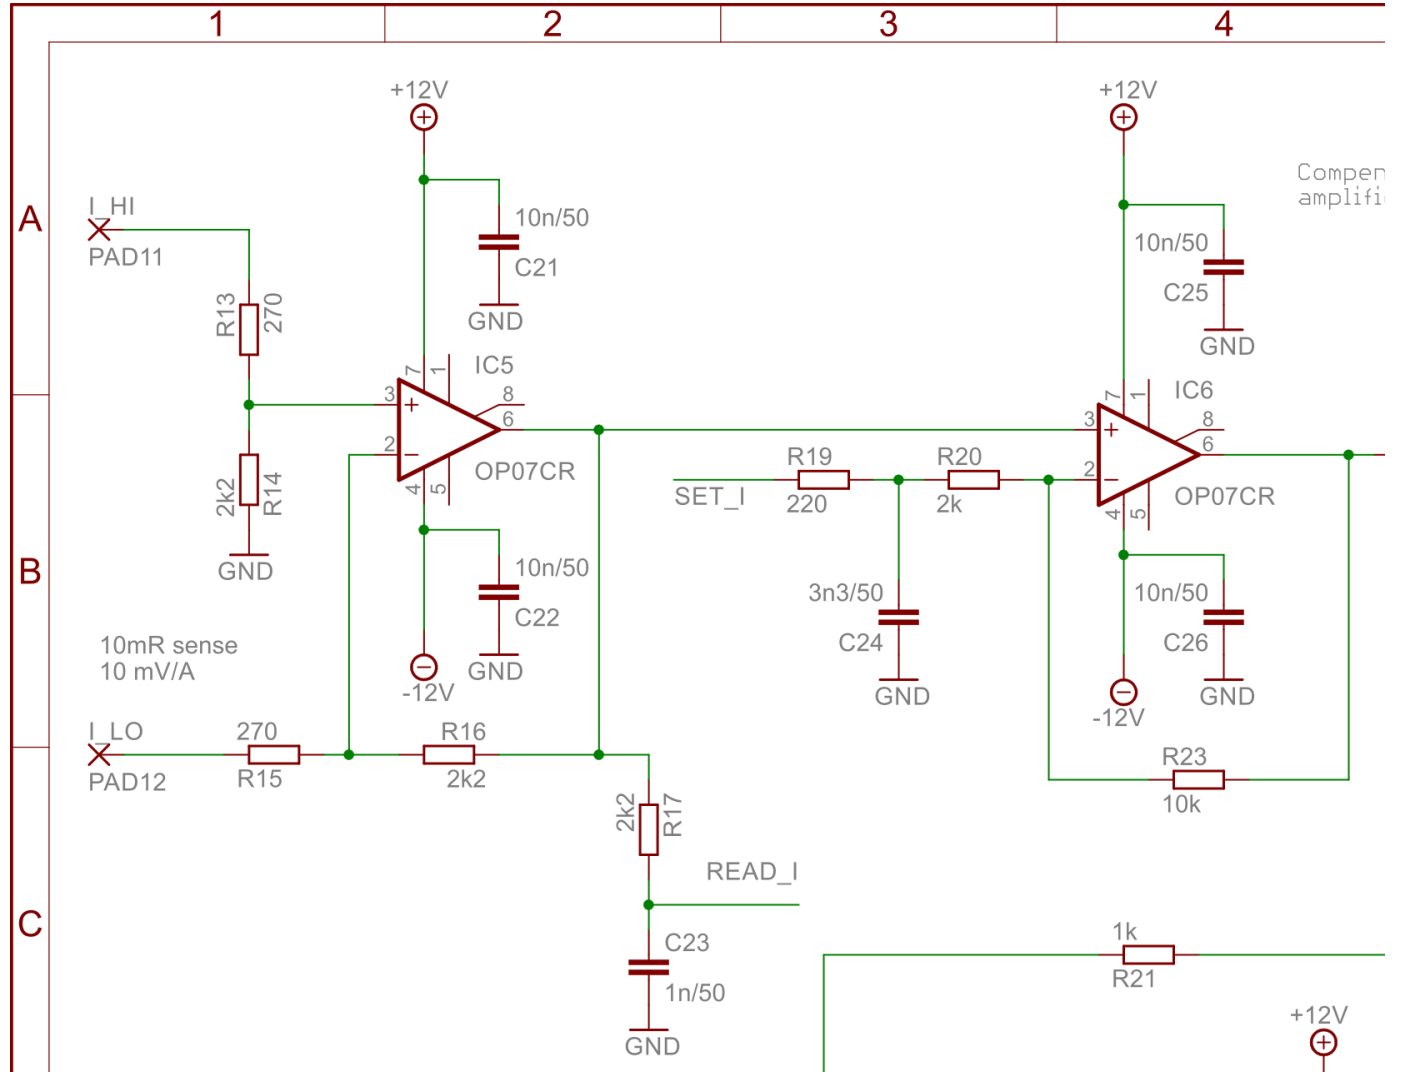 1
2
3
4
A
B
C
+12V
+12V
Compen
amplifi
I_HI
PAD11
10n/50
C21
GND
10n/50
C25
GND
R13
270
IC5
7
1
3
+
8
6
2
−
4
5
OP07CR
IC6
7
1
3
+
8
6
2
−
4
5
OP07CR
2k2
R14
GND
SET_I
R19
220
R20
2k
10n/50
C22
GND
-12V
3n3/50
C24
GND
10n/50
C26
GND
-12V
10mR sense
10 mV/A
I_LO
PAD12
270
R15
R16
2k2
R23
10k
2k2
R17
READ_I
C23
1n/50
GND
1k
R21
+12V